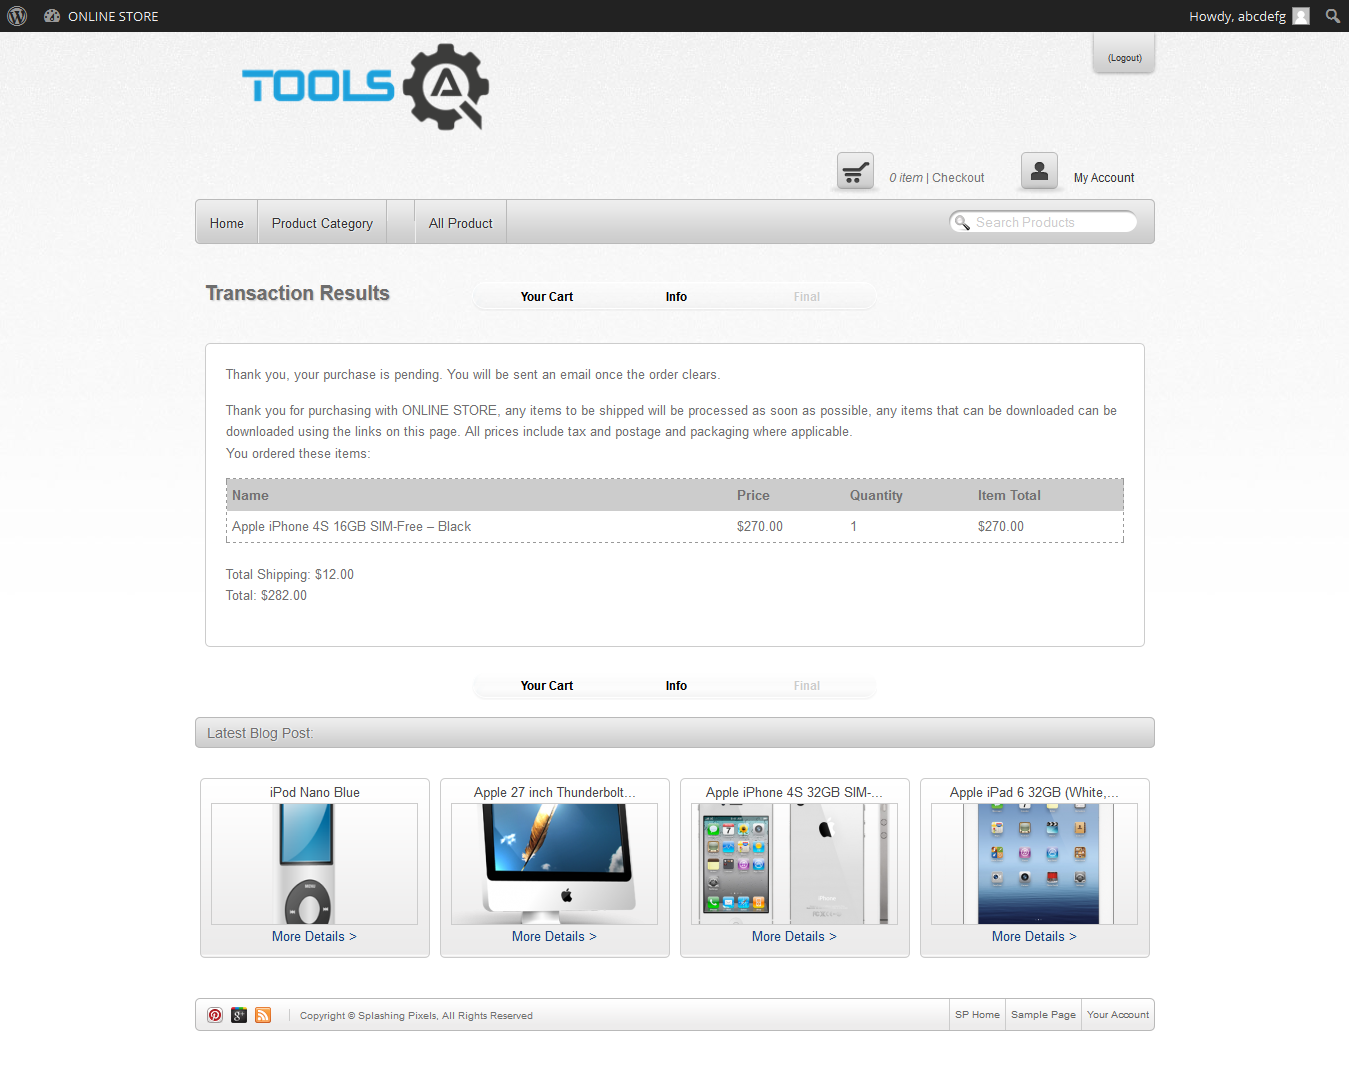 ONLINE STORE
Howdy, abcdefg
(Logout)
TOOLS QA
0 item | Checkout
My Account
Home
Product Category
All Product
Search Products
Transaction Results
Your Cart
Info
Final
Thank you, your purchase is pending. You will be sent an email once the order clears.
Thank you for purchasing with ONLINE STORE, any items to be shipped will be processed as soon as possible, any items that can be downloaded can be
downloaded using the links on this page. All prices include tax and postage and packaging where applicable.
You ordered these items:
Name Price Quantity Item Total
Apple iPhone 4S 16GB SIM-Free – Black $270.00 1 $270.00
Total Shipping: $12.00
Total: $282.00
Your Cart
Info
Final
Latest Blog Post:
iPod Nano Blue
Apple 27 inch Thunderbolt...
Apple iPhone 4S 32GB SIM-...
Apple iPad 6 32GB (White,...
MENU
iPhone
More Details >
More Details >
More Details >
More Details >
Copyright © Splashing Pixels, All Rights Reserved
SP Home
Sample Page
Your Account